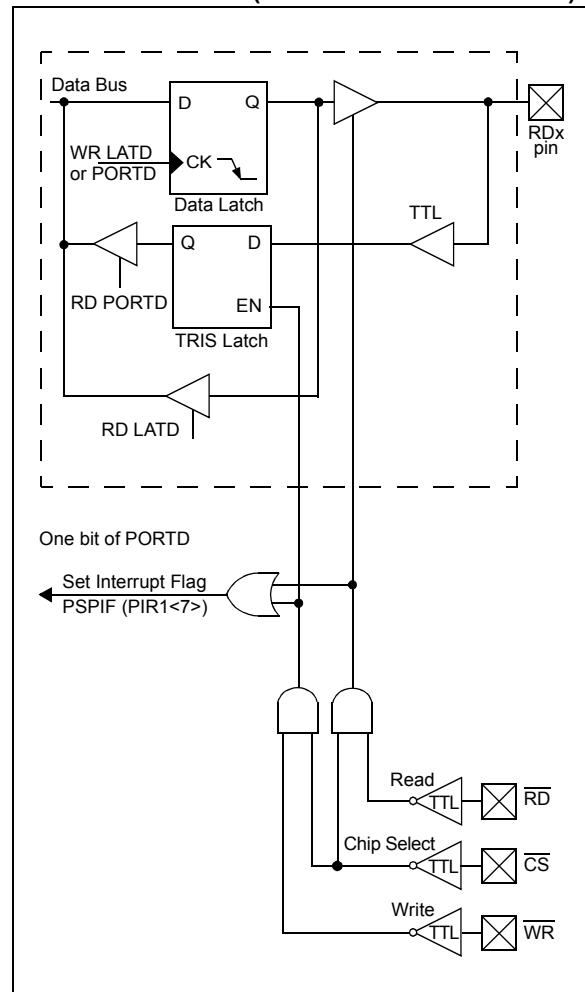 Data Bus
D Q
WR LATD
or PORTD
CK
Data Latch
RDx
pin
TTL
Q D
RD PORTD
EN
TRIS Latch
RD LATD
One bit of PORTD
Set Interrupt Flag
PSPIF (PIR1<7>)
Read
TTL
RD
Chip Select
TTL
CS
Write
TTL
WR